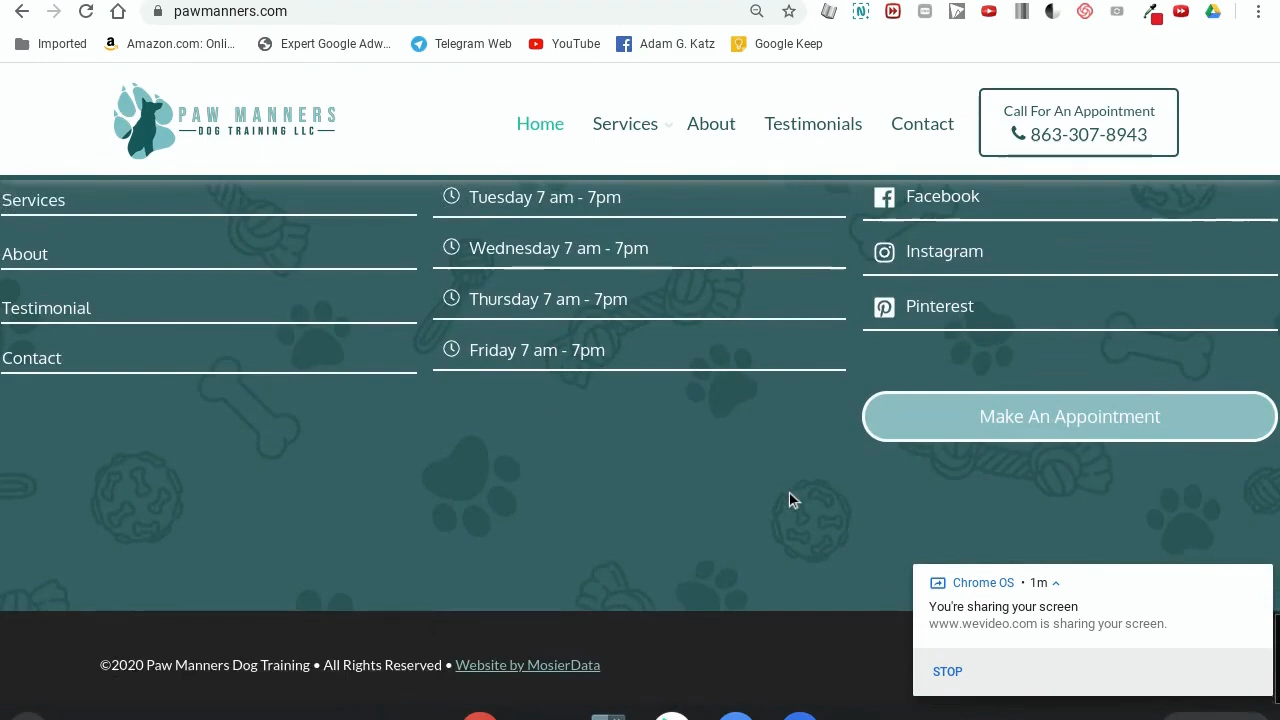 pawmanners.com
Imported
Amazon.com: Onli...
Expert Google Adw...
Telegram Web
YouTube
Adam G. Katz
Google Keep
PAW MANNERS
DOG TRAINING LLC
Home
Services
About
Testimonials
Contact
Call For An Appointment
863-307-8943
Services
About
Testimonial
Contact
Tuesday 7 am - 7pm
Wednesday 7 am - 7pm
Thursday 7 am - 7pm
Friday 7 am - 7pm
Facebook
Instagram
Pinterest
Make An Appointment
Chrome OS • 1m
You're sharing your screen
www.wevideo.com is sharing your screen.
STOP
©2020 Paw Manners Dog Training • All Rights Reserved • Website by MosierData